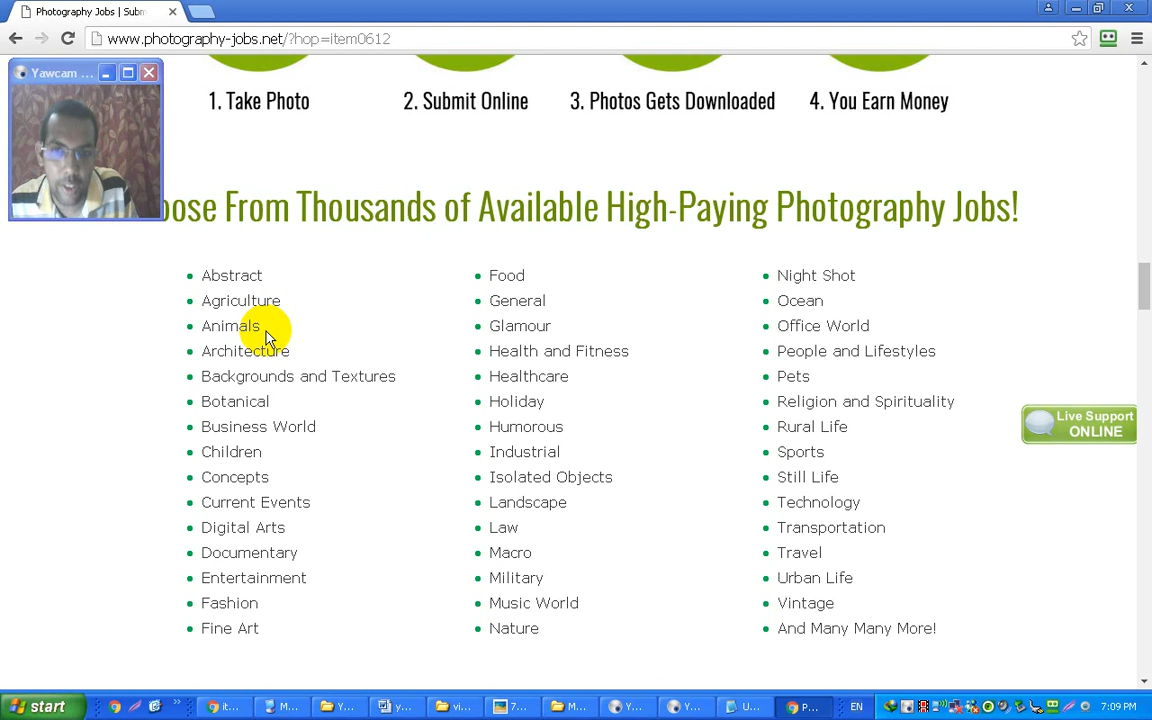 Photography Jobs | Subm
www.photography-jobs.net/?hop=item0612
Yawcam ...
1. Take Photo
2. Submit Online
3. Photos Gets Downloaded
4. You Earn Money
oose From Thousands of Available High-Paying Photography Jobs!
Abstract
Agriculture
Animals
Architecture
Backgrounds and Textures
Botanical
Business World
Children
Concepts
Current Events
Digital Arts
Documentary
Entertainment
Fashion
Fine Art
Food
General
Glamour
Health and Fitness
Healthcare
Holiday
Humorous
Industrial
Isolated Objects
Landscape
Law
Macro
Military
Music World
Nature
Night Shot
Ocean
Office World
People and Lifestyles
Pets
Religion and Spirituality
Rural Life
Sports
Still Life
Technology
Transportation
Travel
Urban Life
Vintage
And Many Many More!
Live Support
ONLINE
start
it...
M...
Y...
y...
vi...
7...
M...
Y...
Y...
U...
P...
EN
7:09 PM